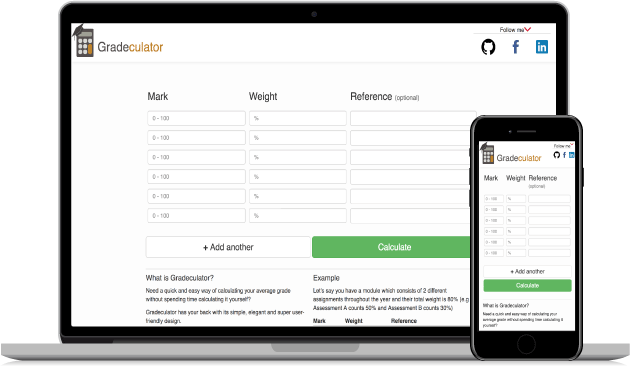 Follow me
Gradeculator
Mark Weight Reference (optional)
0 - 100 %
0 - 100 %
0 - 100 %
0 - 100 %
0 - 100 %
0 - 100 %
+ Add another Calculate
What is Gradeculator?
Need a quick and easy way of calculating your average grade
without spending time calculating it yourself?
Gradeculator has your back with its simple, elegant and super user-
friendly design.
Example
Let's say you have a module which consists of 2 different
assignments throughout the year and their total weight is 80% (e.g
Assessment A counts 50% and Assessment B counts 30%)
Mark Weight Reference
Follow me
Gradeculator
Mark Weight Reference
(optional)
0 - 100 %
0 - 100 %
0 - 100 %
0 - 100 %
0 - 100 %
0 - 100 %
+ Add another
Calculate
What is Gradeculator?
Need a quick and easy way of calculating your
average grade without spending time calculating it
yourself?